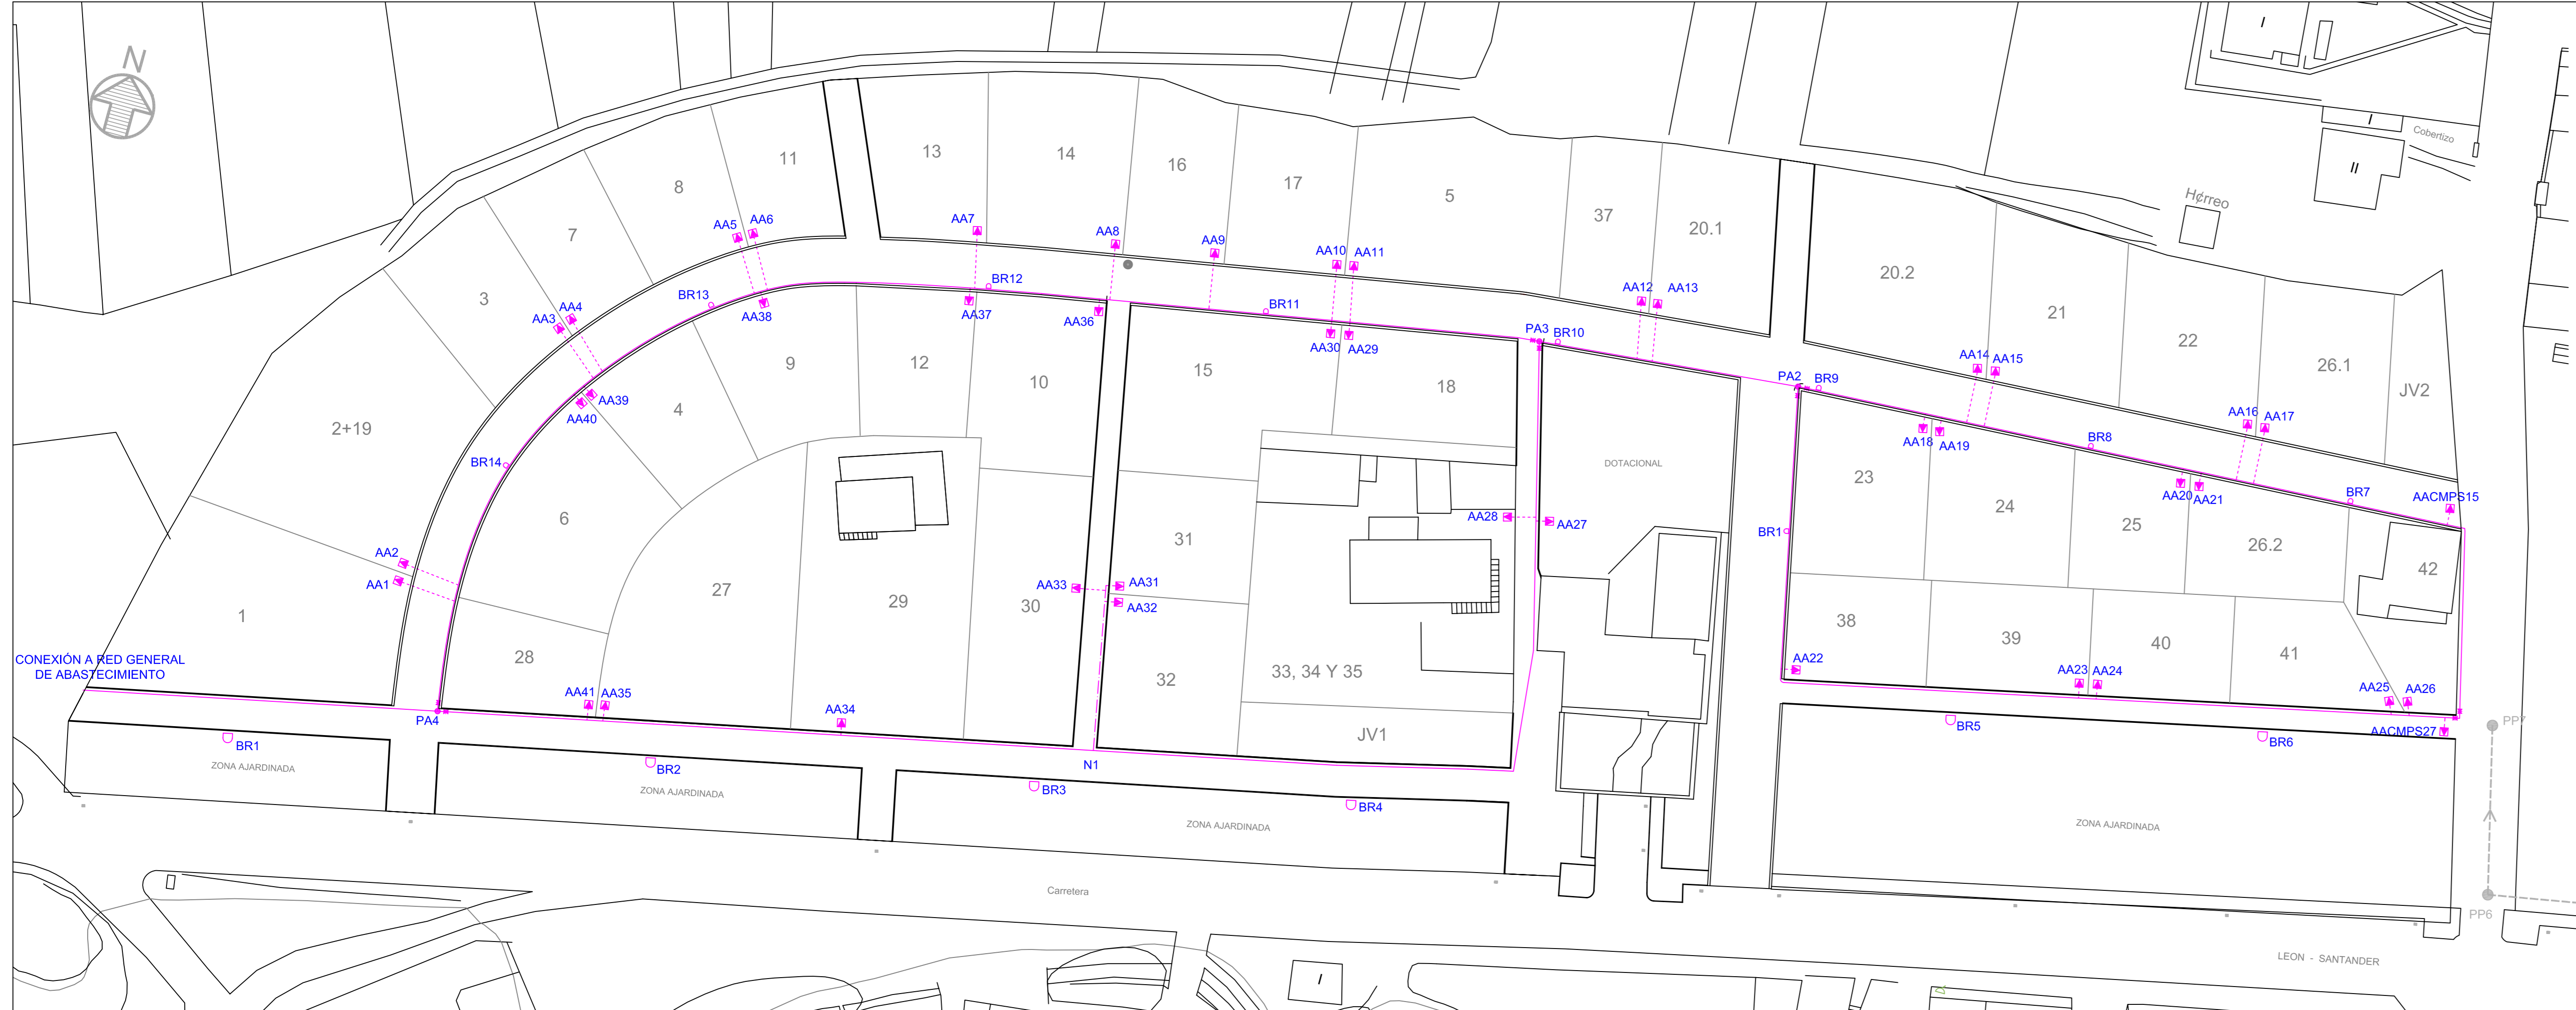 N
I
I
Cobertizo
II
Hórreo
11
13
14
16
17
5
37
20.1
8
7
3
20.2
21
22
26.1
JV2
AA5
AA6
AA7
AA8
AA9
AA10
AA11
AA12
AA13
BR12
BR13
AA38
AA37
AA36
BR11
AA3
AA4
PA3
BR10
AA30
AA29
AA14
AA15
PA2
BR9
9
12
10
15
18
AA39
AA40
4
2+19
AA16
AA17
AA18
AA19
BR8
BR14
DOTACIONAL
23
24
25
AA20
AA21
BR7
AACMPS15
6
AA28
AA27
BR1
31
26.2
42
AA2
AA1
27
29
30
AA33
AA31
AA32
1
28
38
39
40
41
CONEXIÓN A RED GENERAL
DE ABASTECIMIENTO
32
33, 34 Y 35
AA22
AA23
AA24
AA25
AA26
PA4
AA41
AA35
AA34
JV1
N1
BR5
BR6
AACMPS27
PP7
BR1
ZONA AJARDINADA
BR2
ZONA AJARDINADA
BR3
BR4
ZONA AJARDINADA
ZONA AJARDINADA
Carretera
PP6
LEON - SANTANDER
I